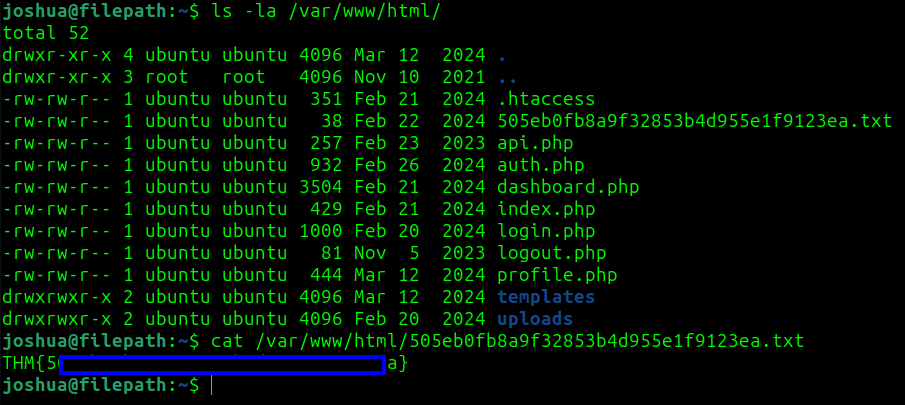 joshua@filepath:~$ ls -la /var/www/html/
total 52
drwxr-xr-x 4 ubuntu ubuntu 4096 Mar 12  2024 .
drwxr-xr-x 3 root   root   4096 Nov 10  2021 ..
-rw-rw-r-- 1 ubuntu ubuntu  351 Feb 21  2024 .htaccess
-rw-rw-r-- 1 ubuntu ubuntu   38 Feb 22  2024 505eb0fb8a9f32853b4d955e1f9123ea.txt
-rw-rw-r-- 1 ubuntu ubuntu  257 Feb 23  2023 api.php
-rw-rw-r-- 1 ubuntu ubuntu  932 Feb 26  2024 auth.php
-rw-rw-r-- 1 ubuntu ubuntu 3504 Feb 21  2024 dashboard.php
-rw-rw-r-- 1 ubuntu ubuntu  429 Feb 21  2024 index.php
-rw-rw-r-- 1 ubuntu ubuntu 1000 Feb 20  2024 login.php
-rw-rw-r-- 1 ubuntu ubuntu   81 Nov  5  2023 logout.php
-rw-rw-r-- 1 ubuntu ubuntu  444 Mar 12  2024 profile.php
drwxrwxr-x 2 ubuntu ubuntu 4096 Mar 12  2024 templates
drwxrwxr-x 2 ubuntu ubuntu 4096 Feb 20  2024 uploads
joshua@filepath:~$ cat /var/www/html/505eb0fb8a9f32853b4d955e1f9123ea.txt
THM{5 a}
joshua@filepath:~$